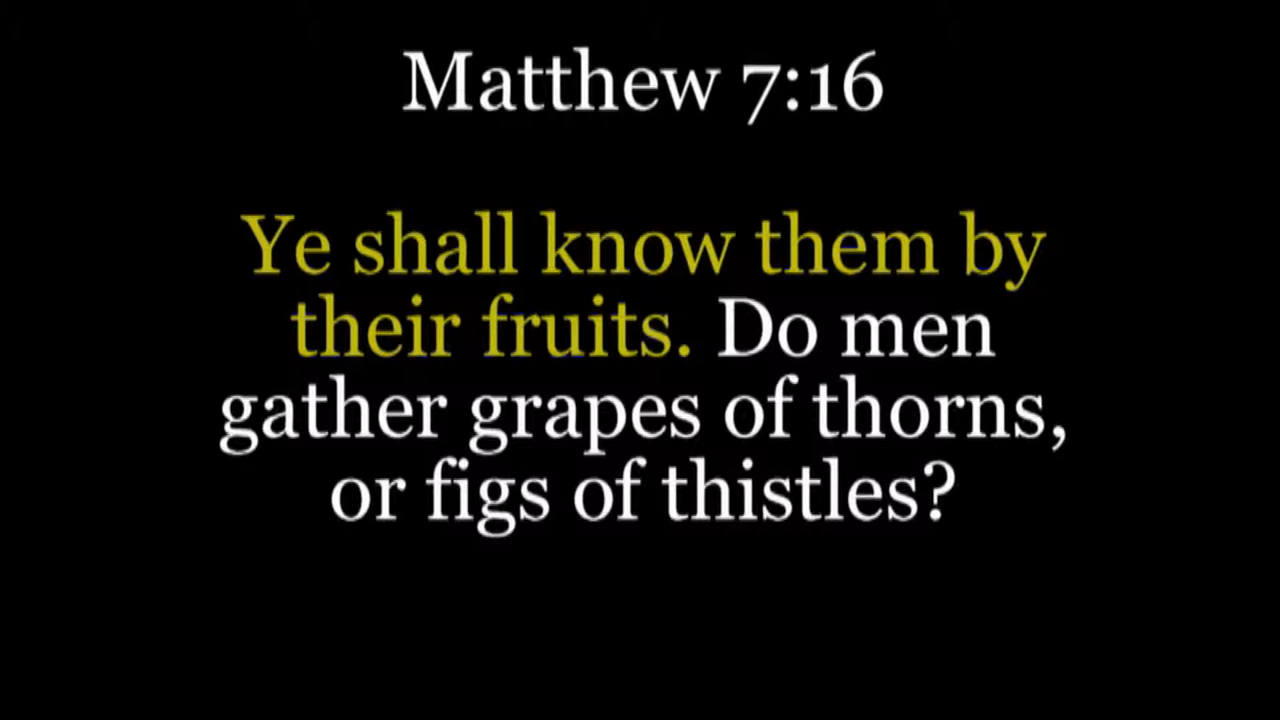 Matthew 7:16
Ye shall know them by
their fruits. Do men
gather grapes of thorns,
or figs of thistles?